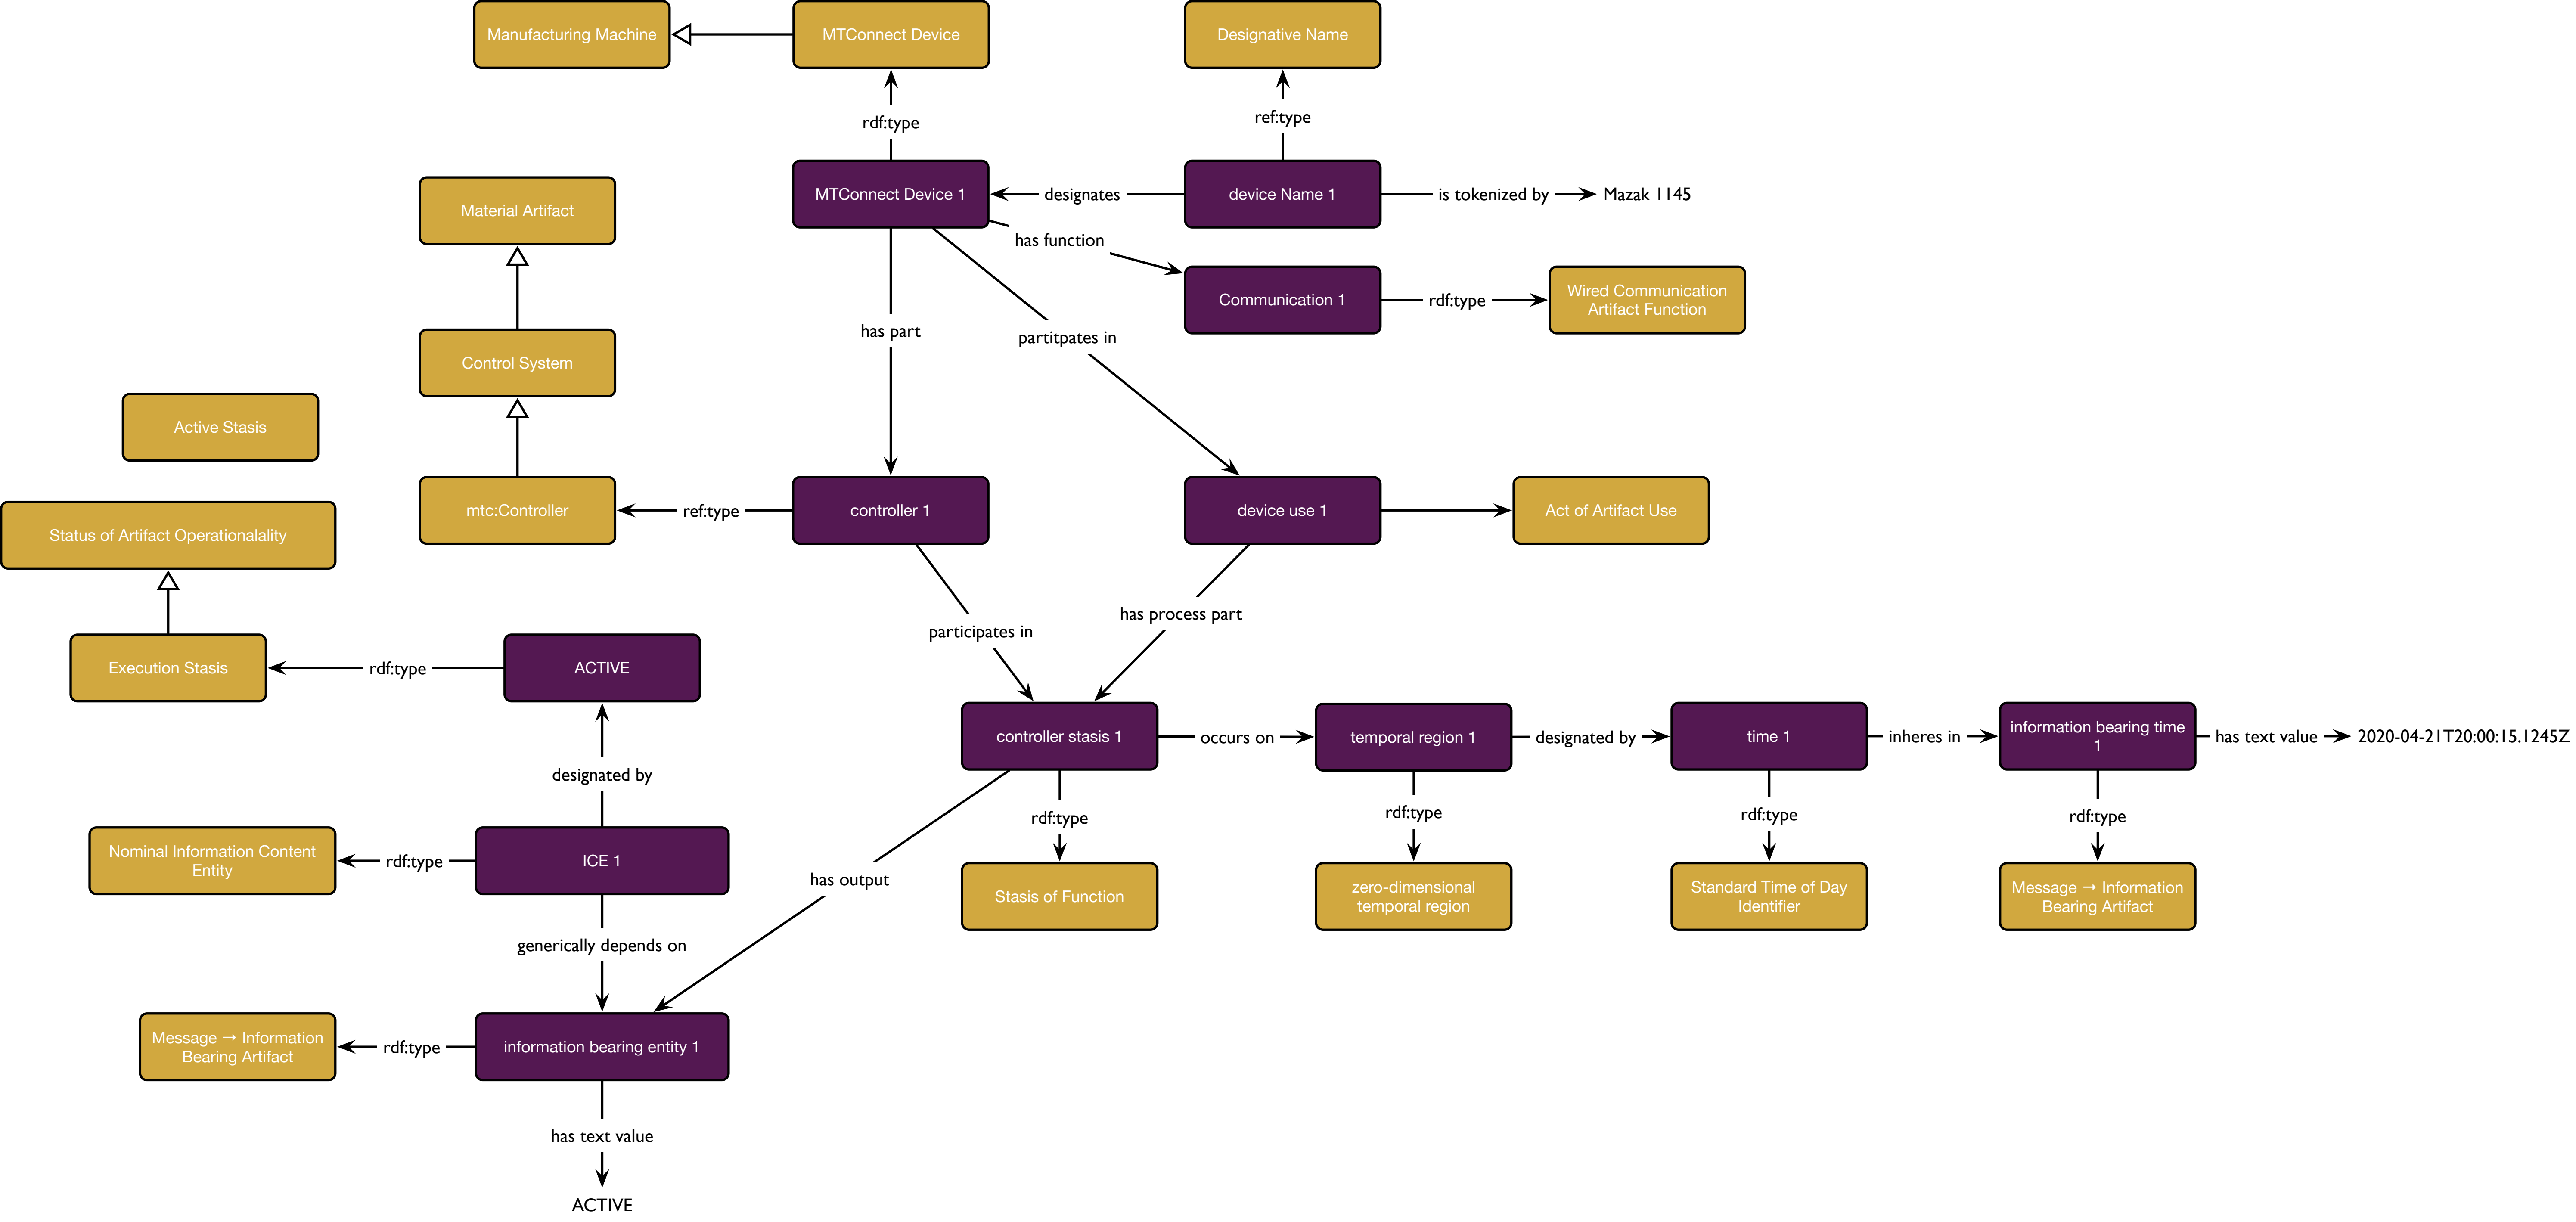 Manufacturing Machine
MTConnect Device
Designative Name
rdf:type
ref:type
MTConnect Device 1
designates
device Name 1
is tokenized by
Mazak 1145
Material Artifact
has function
Communication 1
rdf:type
Wired Communication
Artifact Function
has part
partitpates in
Control System
Active Stasis
mtc:Controller
ref:type
controller 1
device use 1
Act of Artifact Use
Status of Artifact Operationalality
has process part
participates in
Execution Stasis
rdf:type
ACTIVE
controller stasis 1
occurs on
temporal region 1
designated by
time 1
inheres in
information bearing time
1
has text value
2020-04-21T20:00:15.1245Z
designated by
rdf:type
rdf:type
rdf:type
rdf:type
Nominal Information Content
Entity
rdf:type
ICE 1
has output
Stasis of Function
zero-dimensional
temporal region
Standard Time of Day
Identifier
Message → Information
Bearing Artifact
generically depends on
Message → Information
Bearing Artifact
rdf:type
information bearing entity 1
has text value
ACTIVE